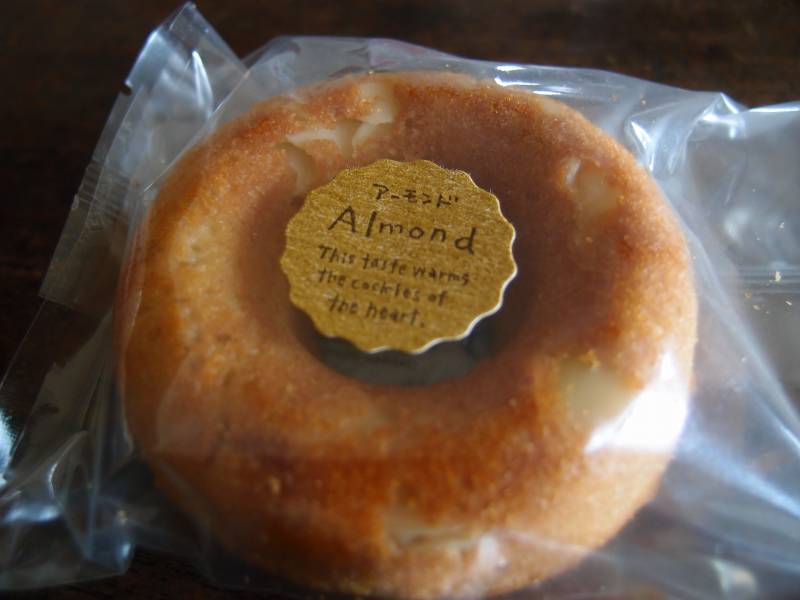 アーモンド
Almond
This taste warms
the cockles of
the heart.